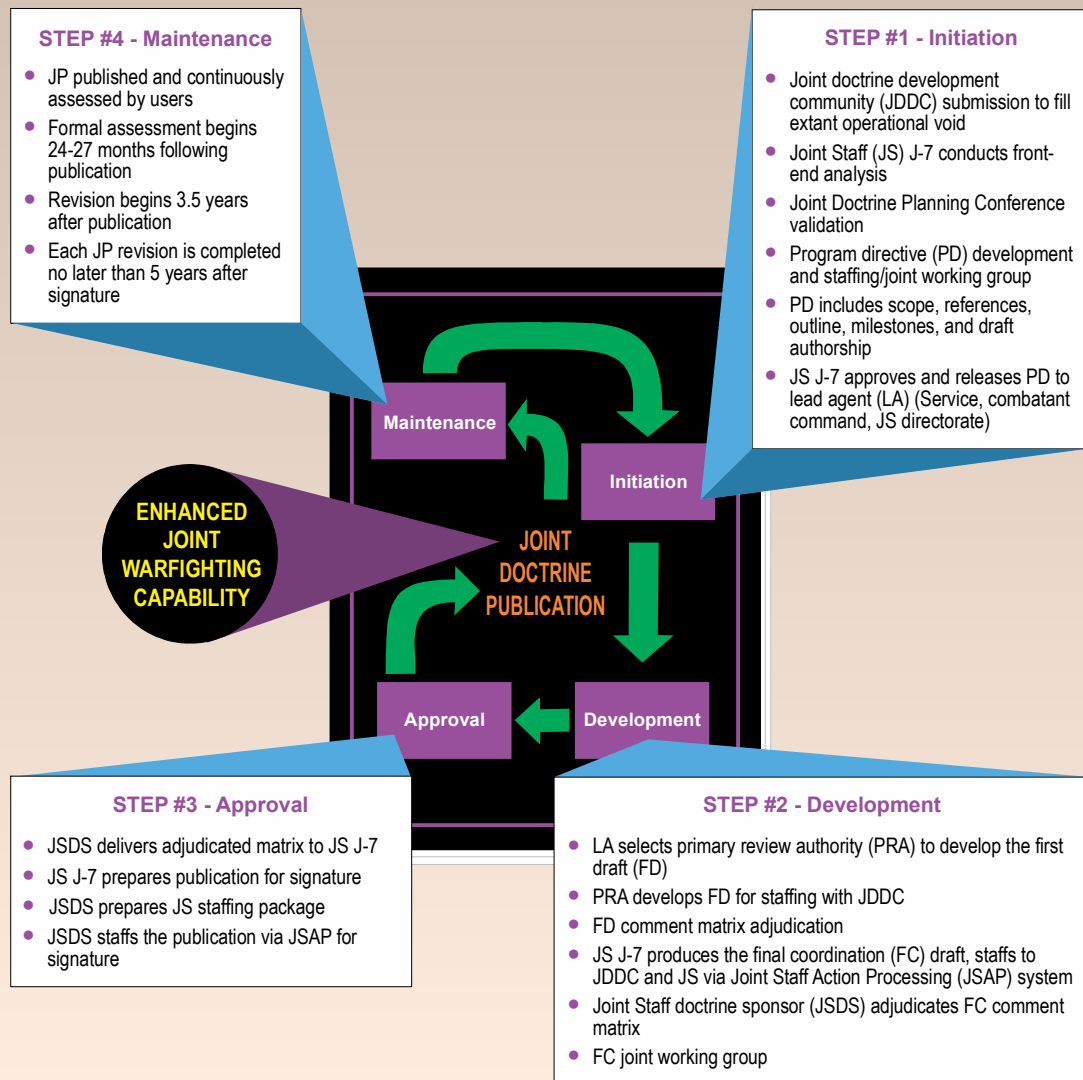 STEP #4 - Maintenance
• JP published and continuously
assessed by users
• Formal assessment begins
24-27 months following
publication
• Revision begins 3.5 years
after publication
• Each JP revision is completed
no later than 5 years after
signature
STEP #1 - Initiation
• Joint doctrine development
community (JDDC) submission to fill
extant operational void
• Joint Staff (JS) J-7 conducts front-
end analysis
• Joint Doctrine Planning Conference
validation
• Program directive (PD) development
and staffing/joint working group
• PD includes scope, references,
outline, milestones, and draft
authorship
• JS J-7 approves and releases PD to
lead agent (LA) (Service, combatant
command, JS directorate)
Maintenance
Initiation
ENHANCED
JOINT
WARFIGHTING
CAPABILITY
JOINT
DOCTRINE
PUBLICATION
Approval
Development
STEP #3 - Approval
• JSDS delivers adjudicated matrix to JS J-7
• JS J-7 prepares publication for signature
• JSDS prepares JS staffing package
• JSDS staffs the publication via JSAP for
signature
STEP #2 - Development
• LA selects primary review authority (PRA) to develop the first
draft (FD)
• PRA develops FD for staffing with JDDC
• FD comment matrix adjudication
• JS J-7 produces the final coordination (FC) draft, staffs to
JDDC and JS via Joint Staff Action Processing (JSAP) system
• Joint Staff doctrine sponsor (JSDS) adjudicates FC comment
matrix
• FC joint working group